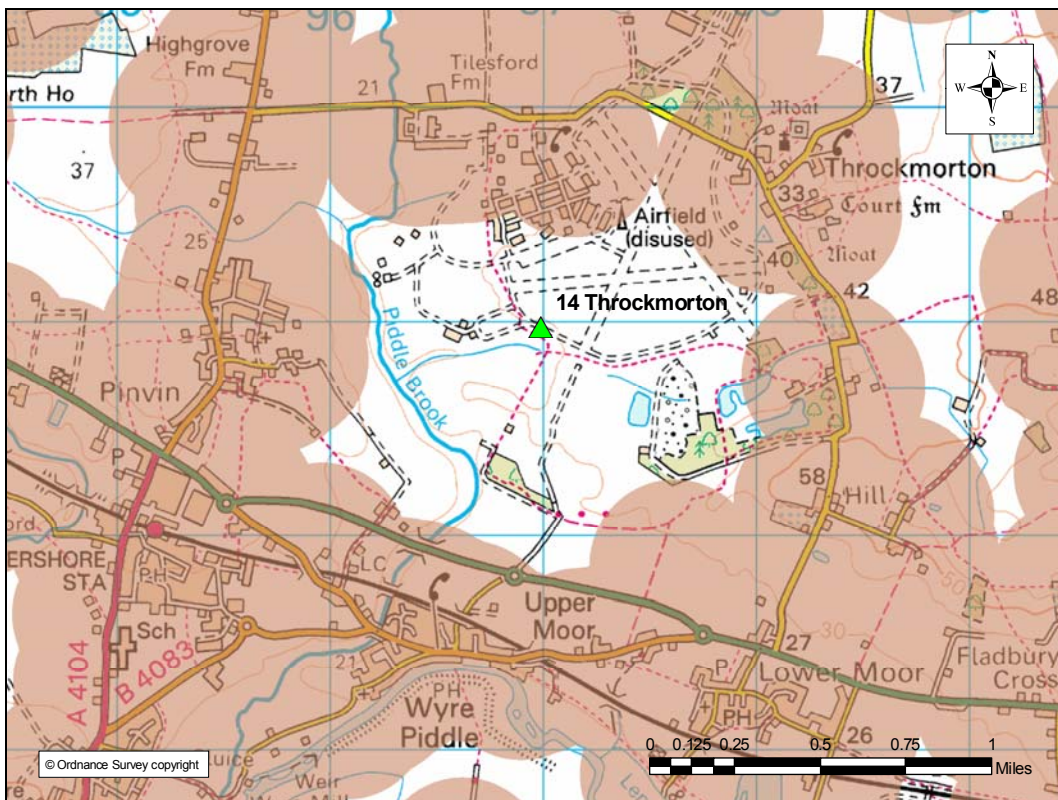 96
Highgrove
Fm
Tilesford
Fm
21
37
N
W
E
S
rth Ho
Moat
37
Throckmorton
33
Court Fm
Airfield
(disused)
25
40
Moat
42
48
14 Throckmorton
Piddle Brook
Pinvin
P
58
Hill
50
ERSHORE
STA
PH
LC
Sch
Upper
Moor
27
30
Lower Moor
Fladbury
Cross
P
A 4104
B 4083
21
PH
Wyre
Piddle
PH
26
0 0.125 0.25 0.5 0.75 1
Miles
© Ordnance Survey copyright
Weir